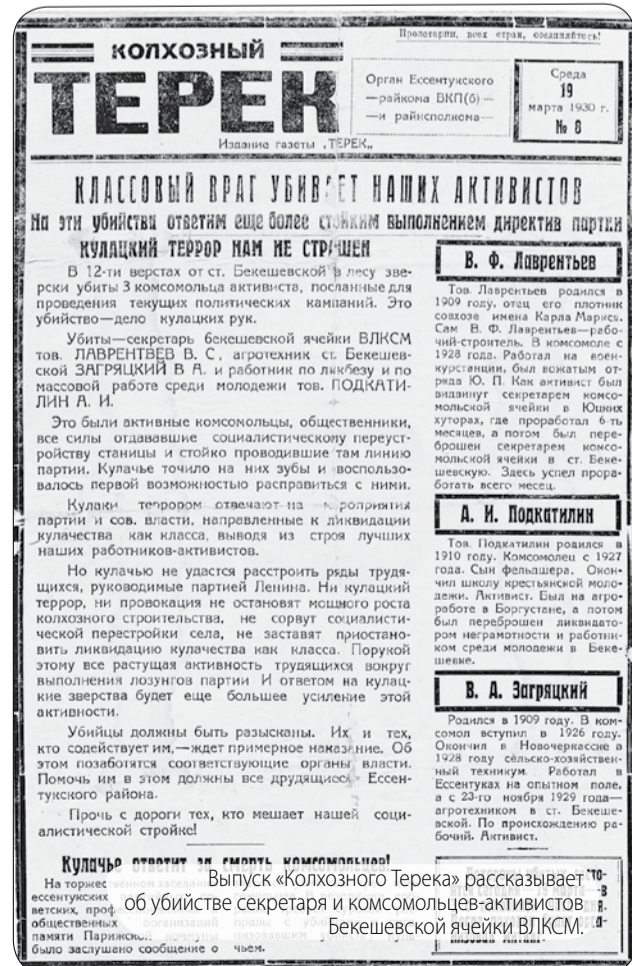 Пролетарии, всех стран, соединяйтесь!
КОЛХОЗНЫЙ
ТЕРЕК
Издание газеты „ТЕРЕК„
Орган Ессентукского
—райкома ВКП(б)—
—и райисполкома—
Среда
19
марта 1930 г.
№ 8
КЛАССОВЫЙ ВРАГ УБИВАЕТ НАШИХ АКТИВИСТОВ
На эти убийства ответим еще более стойким выполнением директив партии
КУЛАЦКИЙ ТЕРРОР НАМ НЕ СТРАШЕН
В 12-ти верстах от ст. Бекешевской в лесу зве-
рски убиты 3 комсомольца активиста, посланные для
проведения текущих политических кампаний. Это
убийство—дело кулацких рук.
Убиты—секретарь бекешевской ячейки ВЛКСМ
тов. ЛАВРЕНТВЕВ В. С, агротехник ст. Бекешев-
ской ЗАГРЯЦКИЙ В А. и работник по ликбезу и по
массовой работе среди молодежи тов. ПОДКАТИ-
ЛИН А. И.
Это были активные комсомольцы, общественники,
все силы отдававшие социалистическому переуст-
ройству станицы и стойко проводившие там линию
партии. Кулачье точило на них зубы и воспользо-
валось первой возможностью расправиться с ними.
Кулаки террором отвечают на мероприятия
партии и сов. власти, направленные к ликвидации
кулачества как класса, выводя из строя лучших
наших работников-активистов.
Но кулачью не удастся расстроить ряды трудя-
щихся, руководимые партией Ленина. Ни кулацкий
террор, ни провокация не остановят мощного роста
колхозного строительства, не сорвут социалисти-
ческой перестройки села, не заставят приостано-
вить ликвидацию кулачества как класса. Порукой
этому все растущая активность трудящихся вокруг
выполнения лозунгов партии И ответом на кулац-
кие зверства будет еще большее усиление этой
активности.
Убийцы должны быть разысканы. Их и тех,
кто содействует им,—ждет примерное наказание. Об
этом позаботятся соответствующие органы власти.
Помочь им в этом должны все друдящиеся Ессен-
тукского района.
Прочь с дороги тех, кто мешает нашей соци-
алистической стройке!
Кулачье ответит за смерть комсомольцев!
На торжественном заседании
ессентукских
ветских, проф
общественных организаций
памяти Парижской коммуны
было заслушано сообщение о
чьем.
В. Ф. Лаврентьев
Тов. Лаврентьев родился в
1909 году, отец его плотник
совхозе имени Карла Маркса.
Сам В. Ф. Лаврентьев—рабо-
чий-строитель. В комсомоле с
1928 года. Работал на воен-
курстанции, был вожатым от-
ряда Ю. П. Как активист был
выдвинут секретарем комсо-
мольской ячейки в Юцких
хуторах, где проработал 6-ть
месяцев, а потом был пере-
брошен секретарем комсо-
мольской ячейки в ст. Беке-
шевскую. Здесь успел прора-
ботать всего месец.
А. И. Подкатилин
Тов. Подкатилин родился в
1910 году. Комсомолец с 1927
года. Сын фельдшера. Окон-
чил школу крестьянской моло-
дежи. Активист. Был на агро-
работе в Боргустане, а потом
был переброшен ликвидато-
ром неграмотности и работни-
ком среди молодежи в Беке-
шевке.
В. А. Загряцкий
Родился в 1909 году. В ком-
сомол вступил в 1926 году.
Окончил в Новочеркасске в
1928 году сельско-хозяйствен-
ный техникум. Работал в
Ессентуках на опытном поле,
а с 23-го ноября 1929 года—
агротехником в ст. Бекеше-
вской. По происхождению ра-
бочий. Активист.
Выпуск «Колхозного Терека» рассказывает
об убийстве секретаря и комсомольцев-активистов
Бекешевской ячейки ВЛКСМ.